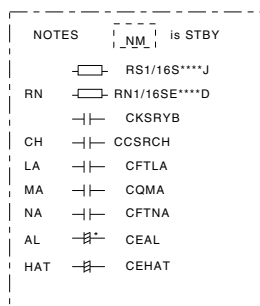 NOTES NM is STBY
RS1/16S****J
RN RN1/16SE****D
CKSRYB
CH CCSRCH
LA CFTLA
MA CQMA
NA CFTNA
AL * CEAL
HAT CEHAT